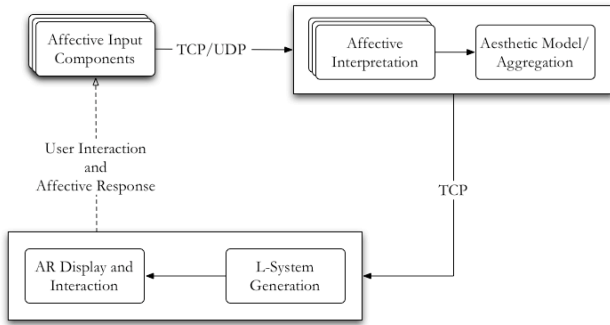 Affective Input
Components
TCP/UDP
Affective
Interpretation
Aesthetic Model/
Aggregation
User Interaction
and
Affective Response
TCP
AR Display and
Interaction
L-System
Generation